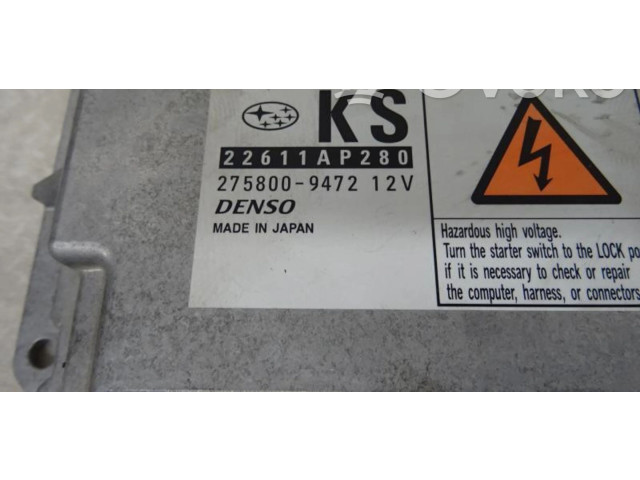 KS
22611AP280
275800-9472 12V
DENSO
MADE IN JAPAN
Hazardous high voltage.
Turn the starter switch to the LOCK po
if it is necessary to check or repair
the computer, harness, or connectors